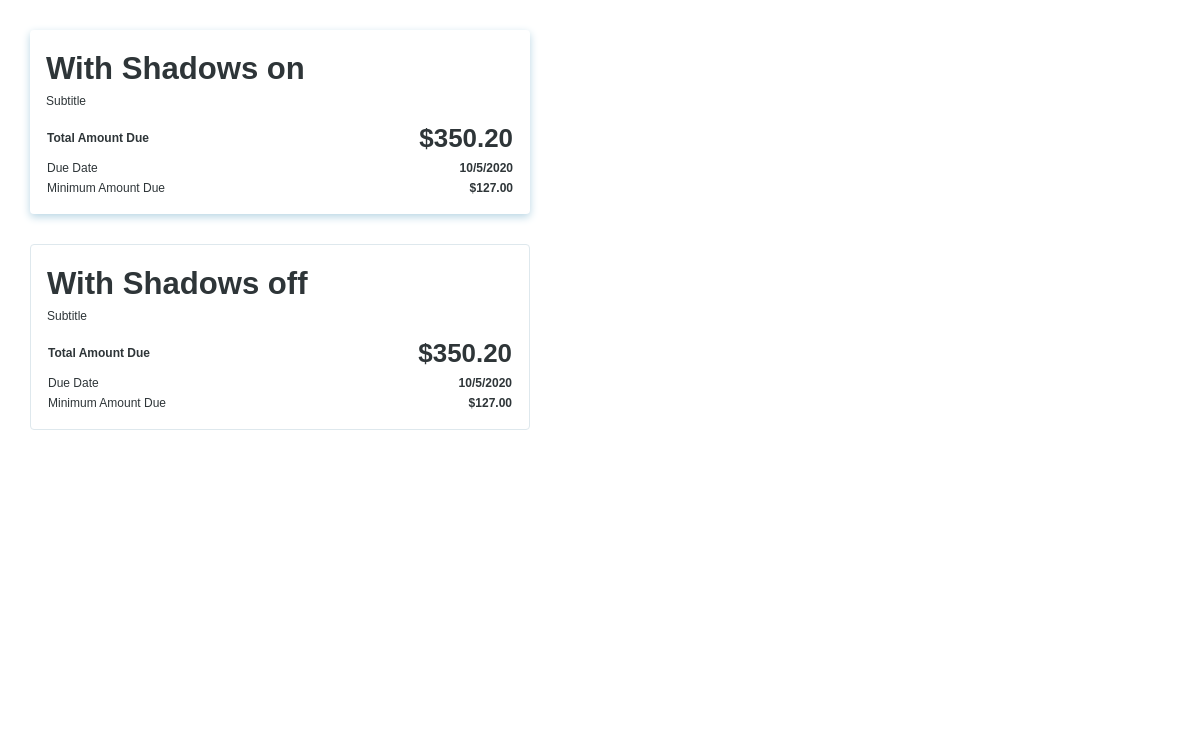 With Shadows on
Subtitle
Total Amount Due $350.20
Due Date 10/5/2020
Minimum Amount Due $127.00
With Shadows off
Subtitle
Total Amount Due $350.20
Due Date 10/5/2020
Minimum Amount Due $127.00